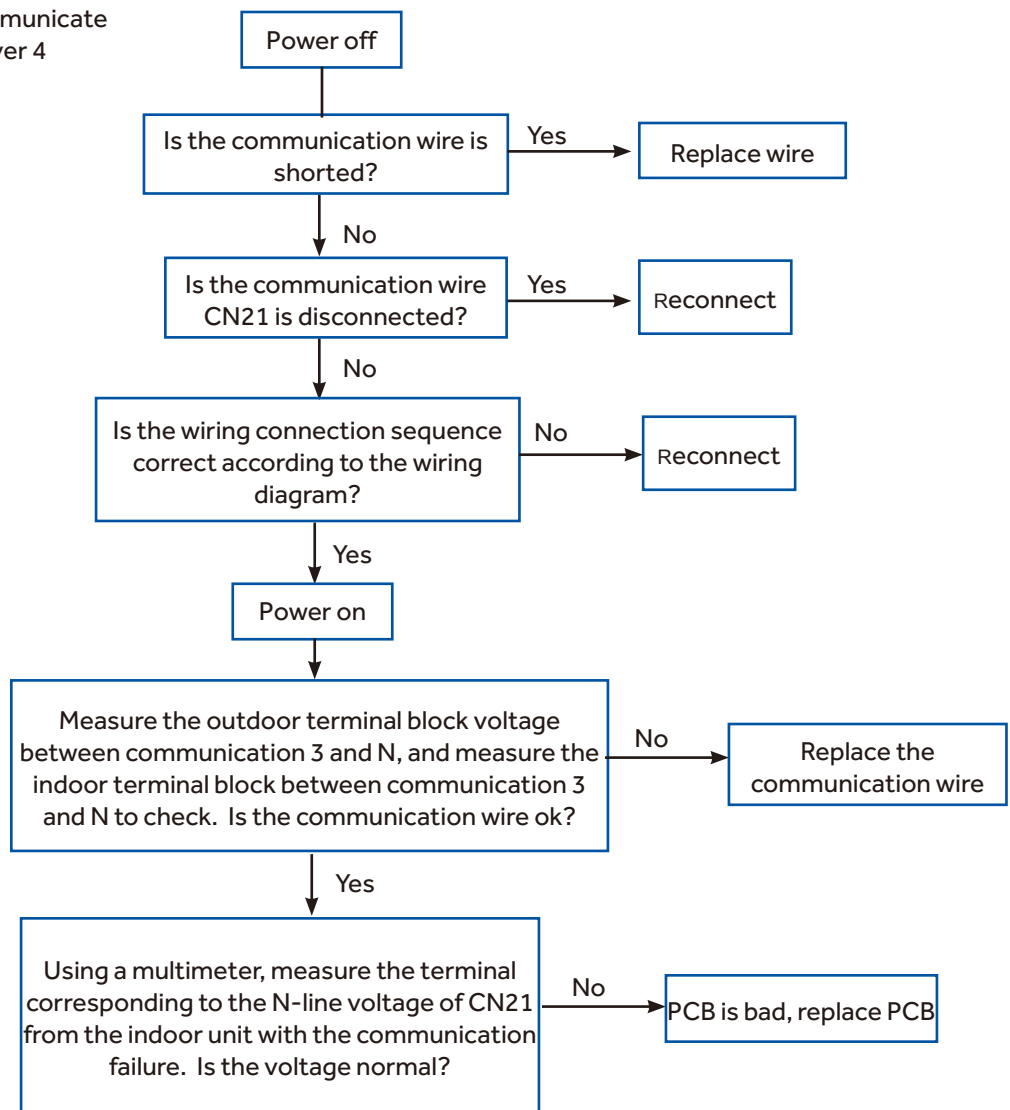 municate
er 4
Power off
Is the communication wire is
shorted?
Yes
Replace wire
No
Is the communication wire
CN21 is disconnected?
Yes
Reconnect
No
Is the wiring connection sequence
correct according to the wiring
diagram?
No
Reconnect
Yes
Power on
Measure the outdoor terminal block voltage
between communication 3 and N, and measure the
indoor terminal block between communication 3
and N to check. Is the communication wire ok?
No
Replace the
communication wire
Yes
Using a multimeter, measure the terminal
corresponding to the N-line voltage of CN21
from the indoor unit with the communication
failure. Is the voltage normal?
No
PCB is bad, replace PCB